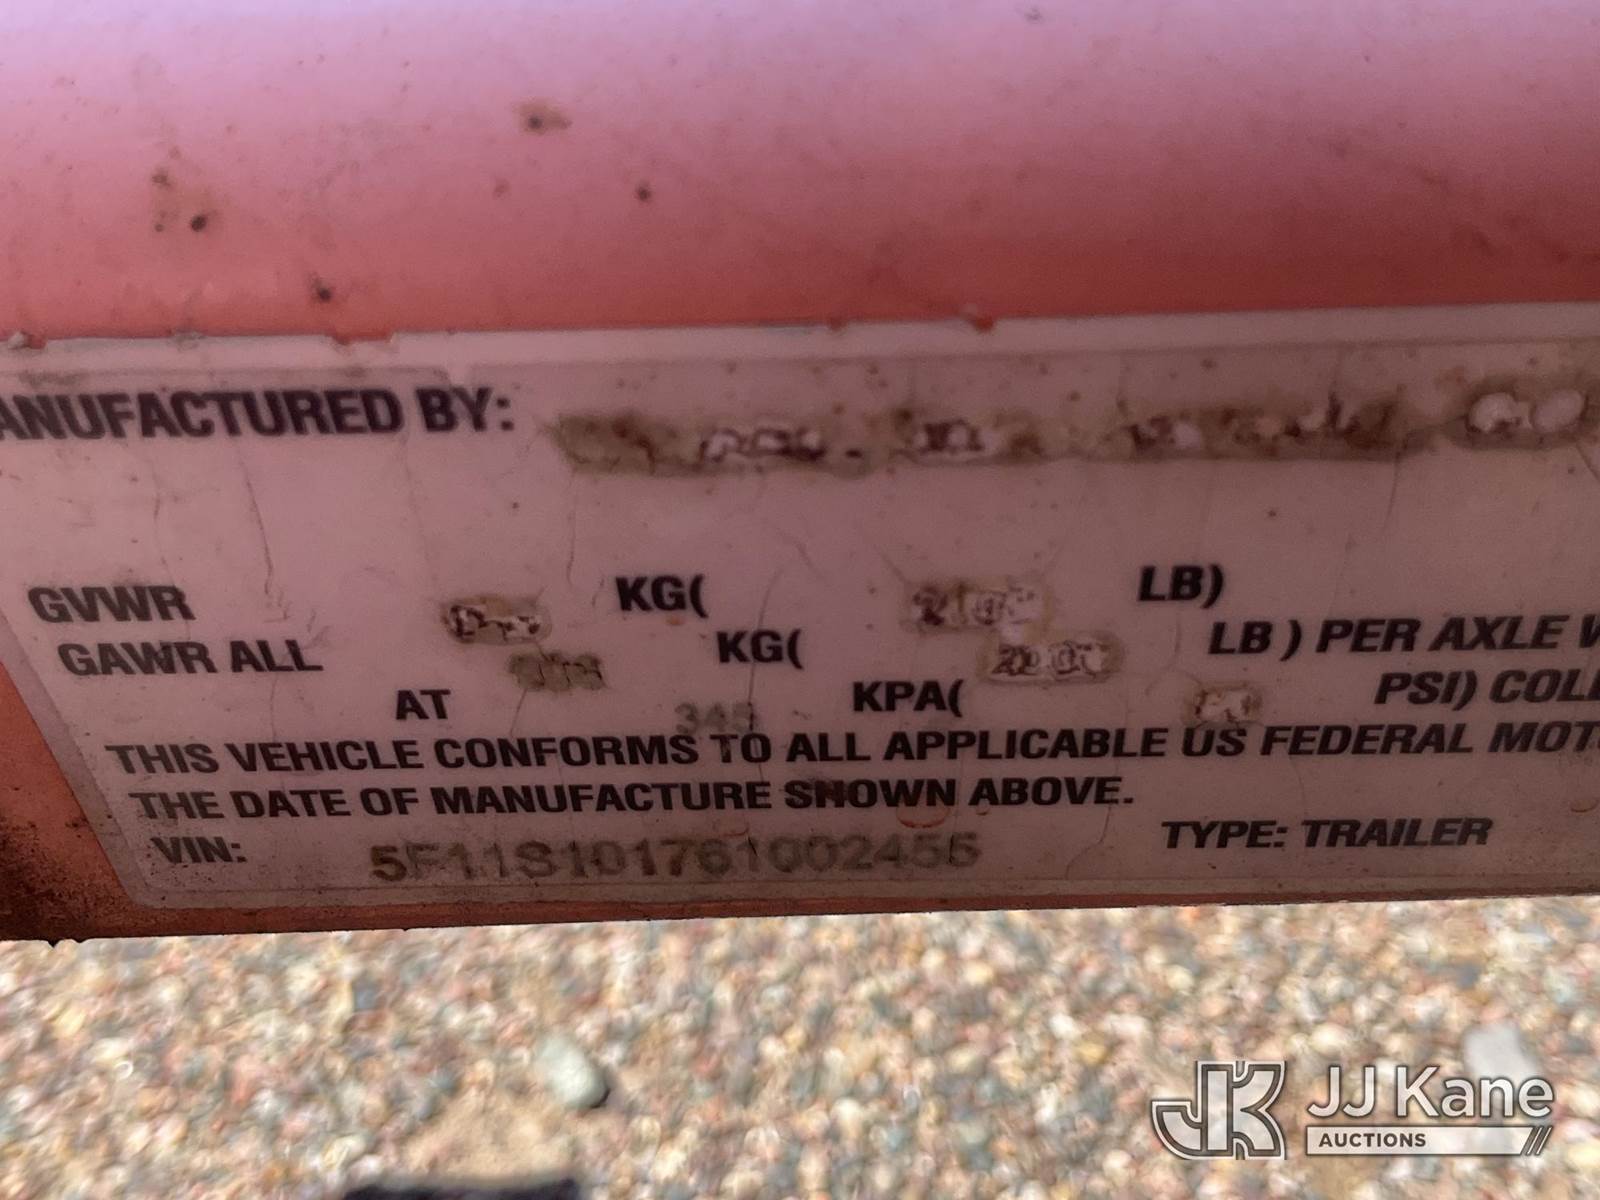 ANUFACTURED BY:
GVWR KG( LB)
GAWR ALL KG( LB ) PER AXLE
AT 345 KPA( PSI) COL
THIS VEHICLE CONFORMS TO ALL APPLICABLE US FEDERAL MOT
THE DATE OF MANUFACTURE SHOWN ABOVE.
VIN: 5F11S101761002455 TYPE: TRAILER
JK JJ Kane
AUCTIONS